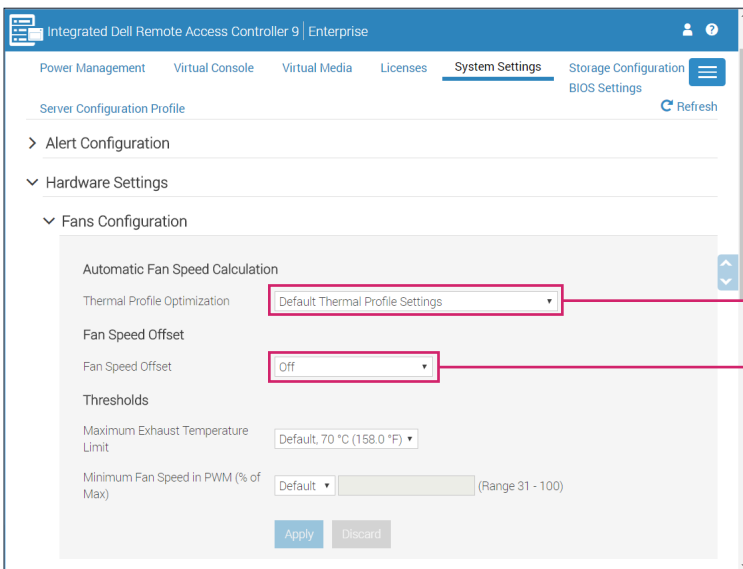 Integrated Dell Remote Access Controller 9 | Enterprise
Power Management Virtual Console Virtual Media Licenses System Settings Storage Configuration
BIOS Settings
Server Configuration Profile
Refresh
Alert Configuration
Hardware Settings
Fans Configuration
Automatic Fan Speed Calculation
Thermal Profile Optimization Default Thermal Profile Settings
Fan Speed Offset
Fan Speed Offset Off
Thresholds
Maximum Exhaust Temperature
Limit
Default, 70 °C (158.0 °F)
Minimum Fan Speed in PWM (% of
Max)
Default (Range 31 - 100)
Apply Discard